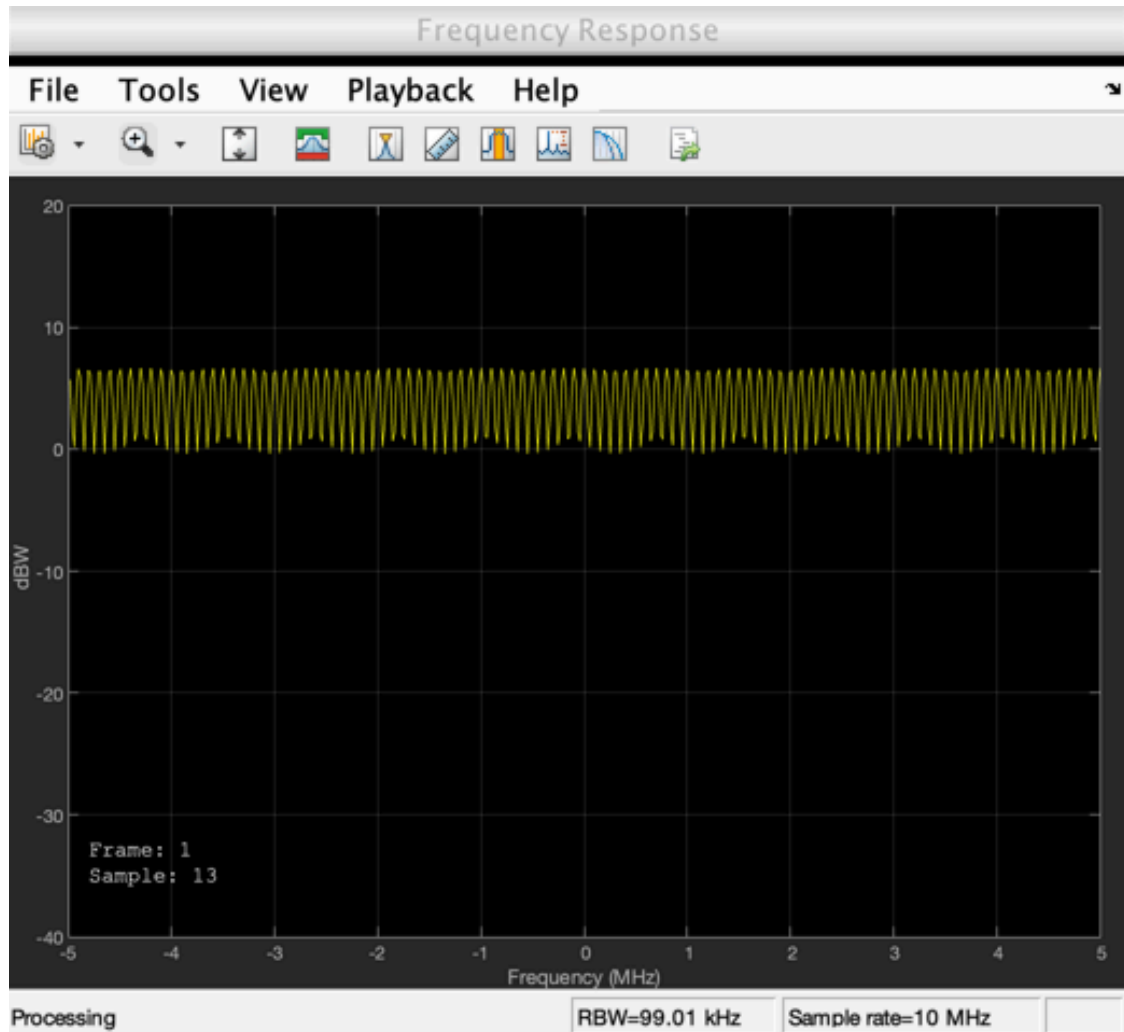 Frequency Response
File Tools View Playback Help
20
10
0
-10
-20
-30
-40
dBW
Frame: 1
Sample: 13
-5 -4 -3 -2 -1 0 1 2 3 4 5
Frequency (MHz)
Processing RBW=99.01 kHz Sample rate=10 MHz